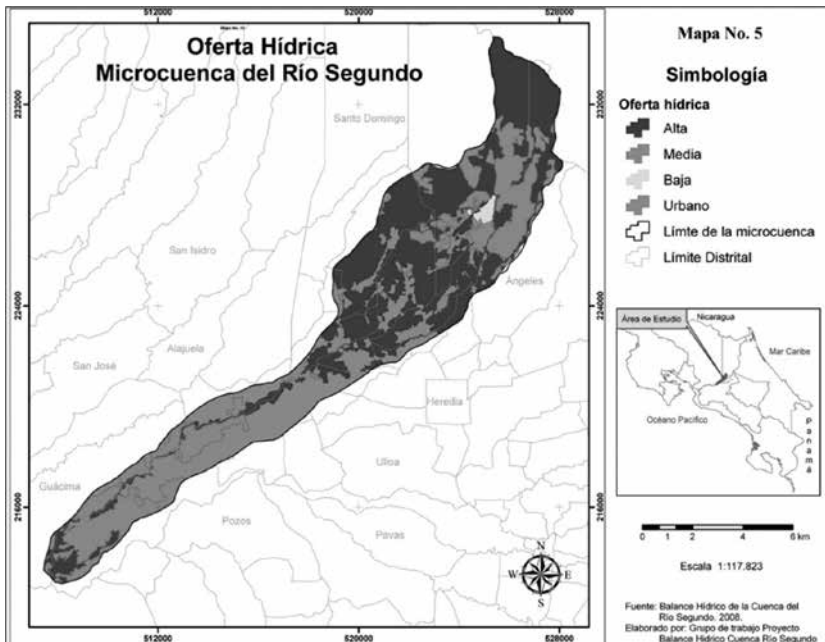 512000
520000
528000
Oferta Hídrica
Microcuenca del Río Segundo
232000
232000
Santo Domingo
San Isidro
Angeles
224000
224000
Alajuela
San José
Heredia
Ulloa
Guácima
216000
216000
Pozos
Pavas
N
W
E
S
512000
520000
528000
Mapa No. 5
Simbología
Oferta hídrica
Alta
Media
Baja
Urbano
Límte de la microcuenca
Límite Distrital
Área de Estudio
Nicaragua
Mar Caribe
Océano Pacífico
Panamá
0 1 2 4 6 km
Escala 1:117.823
Fuente: Balance Hídrico de la Cuenca del
Río Segundo, 2008.
Elaborado por: Grupo de trabajo Proyecto
Balance Hídrico Cuenca Río Segundo